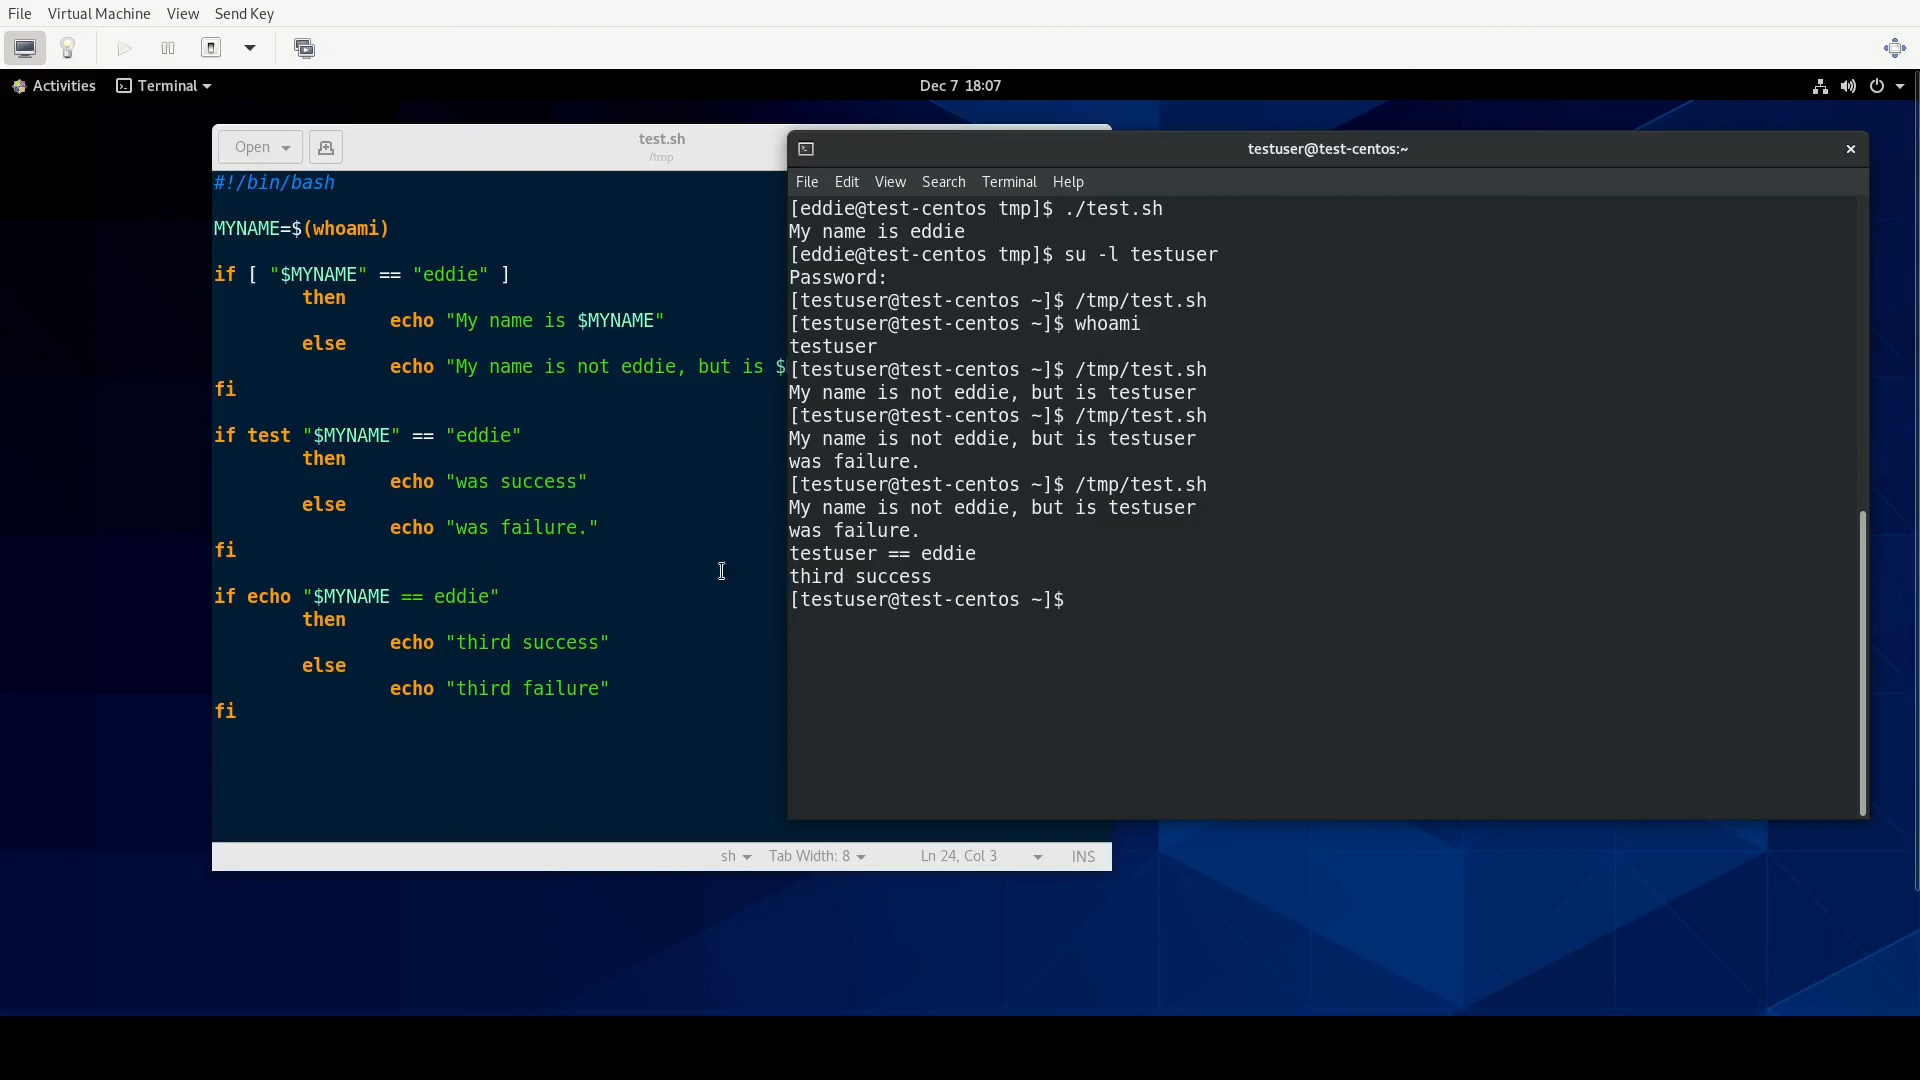 File Virtual Machine View Send Key
Activities Terminal Dec 7 18:07
Open test.sh
/tmp
#!/bin/bash
MYNAME=$(whoami)
if [ "$MYNAME" == "eddie" ]
then
echo "My name is $MYNAME"
else
echo "My name is not eddie, but is $
fi
if test "$MYNAME" == "eddie"
then
echo "was success"
else
echo "was failure."
fi
if echo "$MYNAME == eddie"
then
echo "third success"
else
echo "third failure"
fi
sh Tab Width: 8 Ln 24, Col 3 INS
testuser@test-centos:~
File Edit View Search Terminal Help
[eddie@test-centos tmp]$ ./test.sh
My name is eddie
[eddie@test-centos tmp]$ su -l testuser
Password:
[testuser@test-centos ~]$ /tmp/test.sh
[testuser@test-centos ~]$ whoami
testuser
[testuser@test-centos ~]$ /tmp/test.sh
My name is not eddie, but is testuser
[testuser@test-centos ~]$ /tmp/test.sh
My name is not eddie, but is testuser
was failure.
[testuser@test-centos ~]$ /tmp/test.sh
My name is not eddie, but is testuser
was failure.
testuser == eddie
third success
[testuser@test-centos ~]$